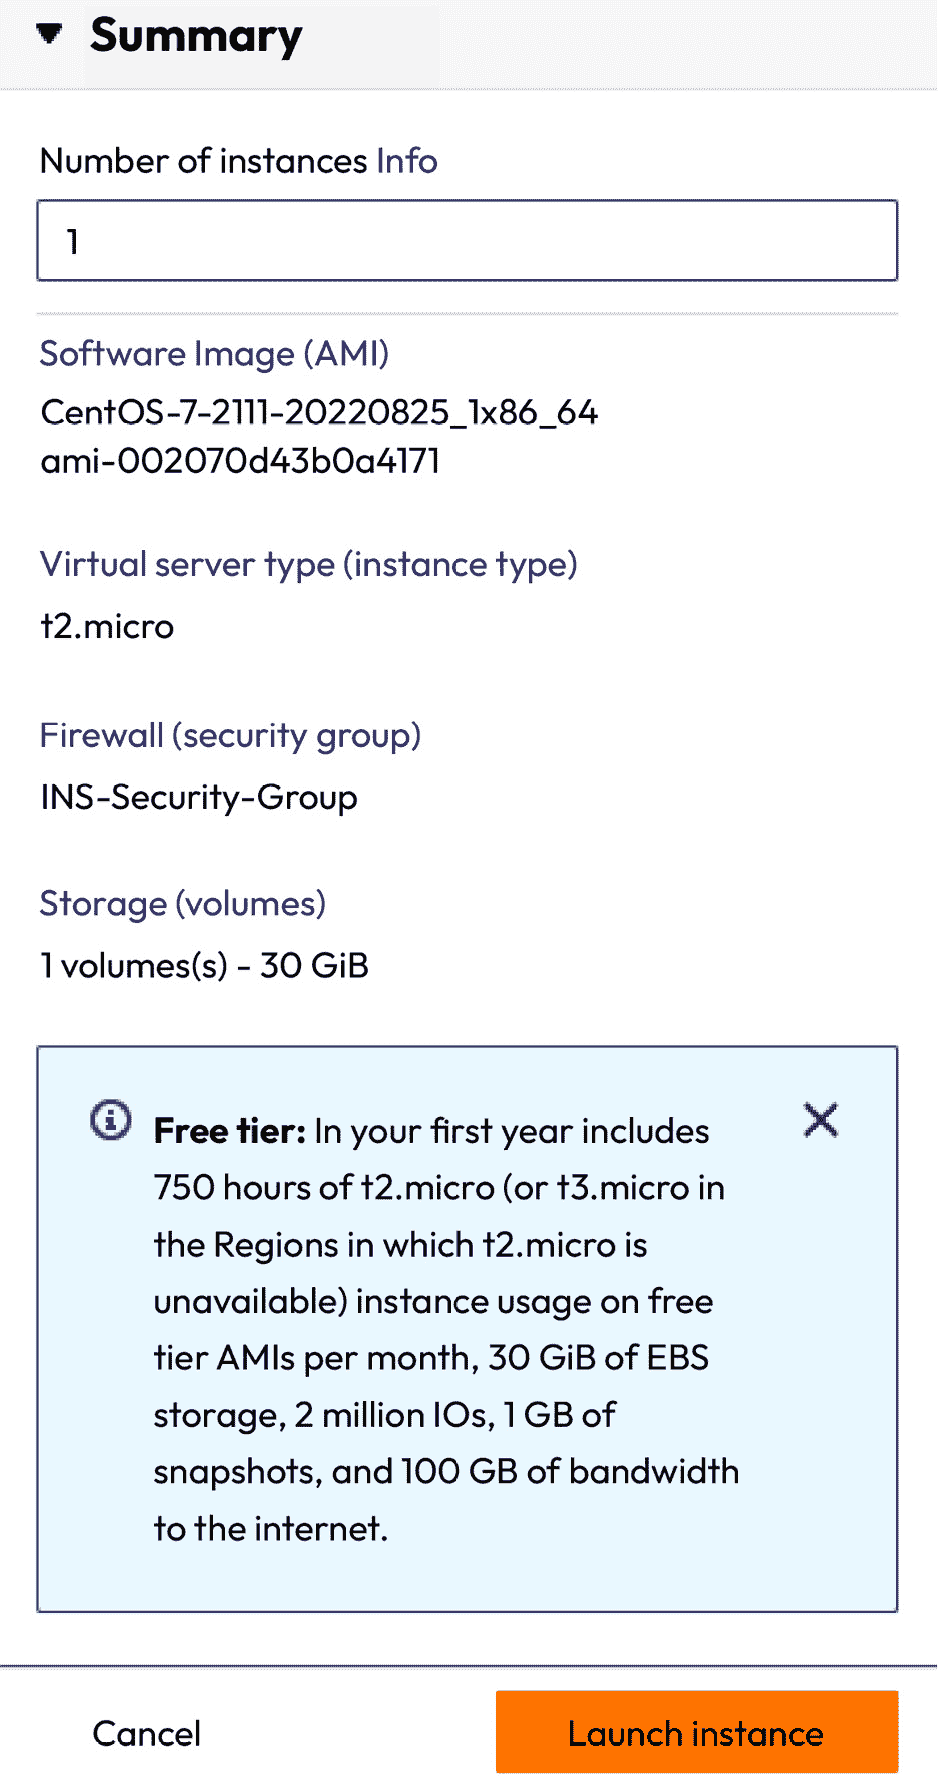 Summary
Number of instances Info
1
Software Image (AMI)
CentOS-7-2111-20220825_1x86_64
ami-002070d43b0a4171
Virtual server type (instance type)
t2.micro
Firewall (security group)
INS-Security-Group
Storage (volumes)
1 volumes(s) - 30 GiB
Free tier: In your first year includes
750 hours of t2.micro (or t3.micro in
the Regions in which t2.micro is
unavailable) instance usage on free
tier AMIs per month, 30 GiB of EBS
storage, 2 million IOs, 1 GB of
snapshots, and 100 GB of bandwidth
to the internet.
Cancel
Launch instance